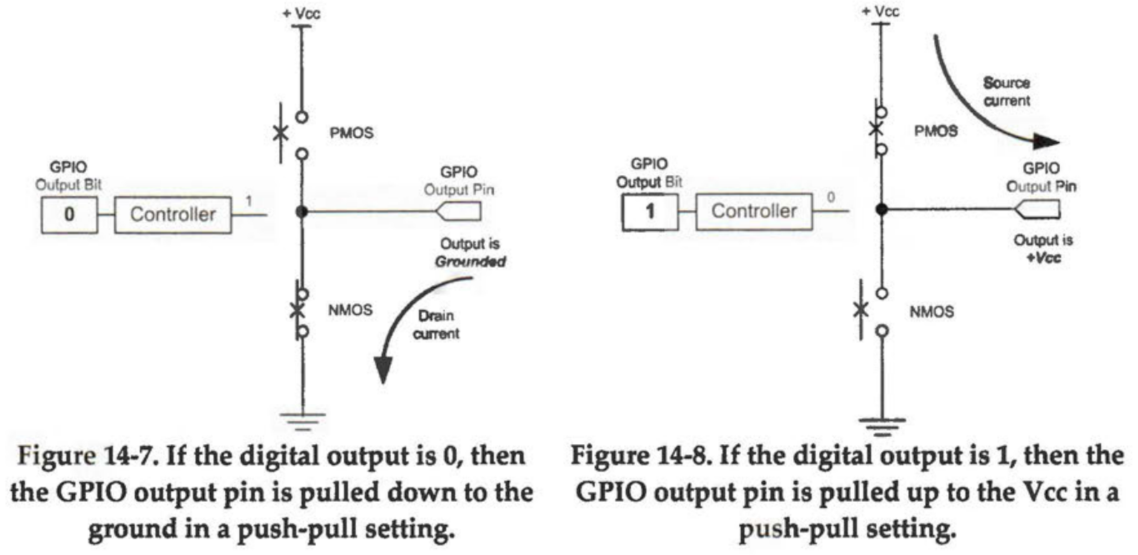 + Vcc
PMOS
GPIO
Output Bit
0
Controller
1
GPIO
Output Pin
Output is
Grounded
NMOS
Drain
current
Figure 14-7. If the digital output is 0, then
the GPIO output pin is pulled down to the
ground in a push-pull setting.
+ Vcc
Source
current
PMOS
GPIO
Output Bit
1
Controller
0
GPIO
Output Pin
Output is
+Vcc
NMOS
Figure 14-8. If the digital output is 1, then the
GPIO output pin is pulled up to the Vcc in a
push-pull setting.